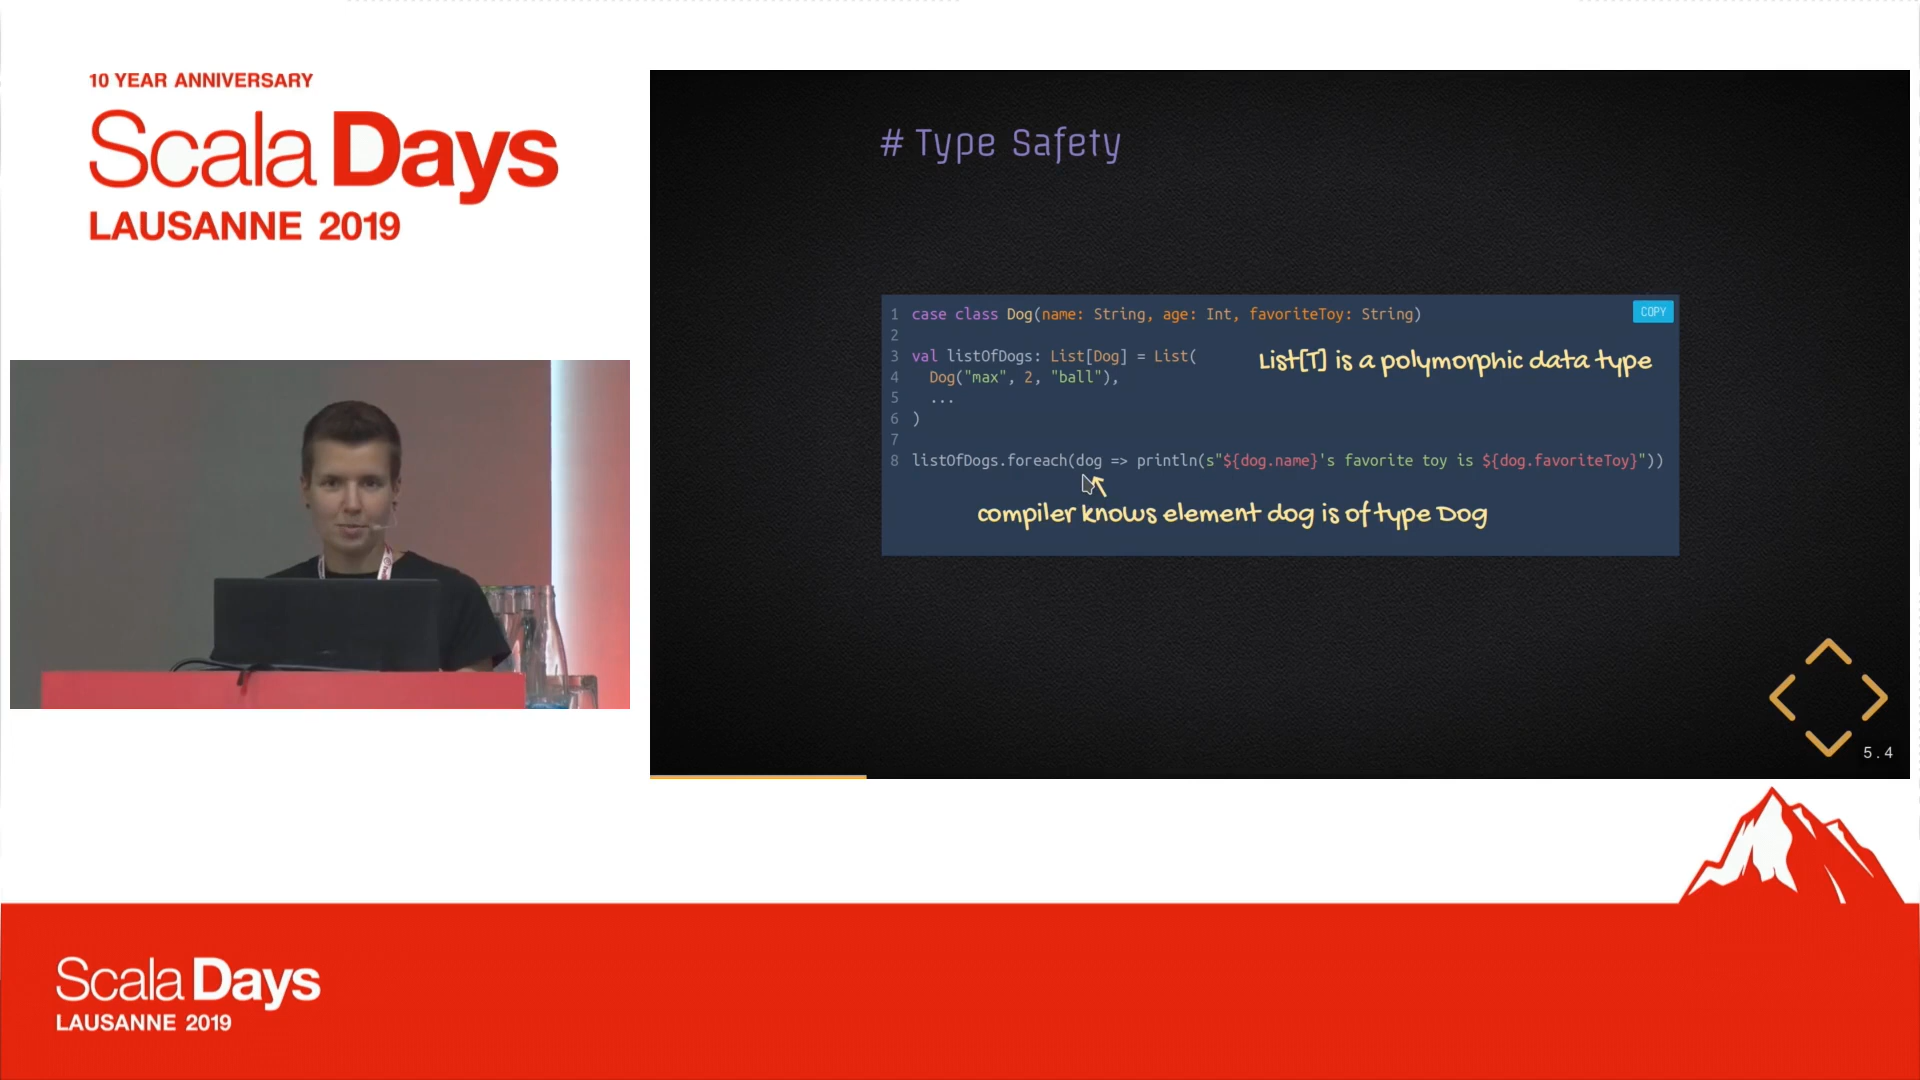 10 YEAR ANNIVERSARY
Scala Days
LAUSANNE 2019
# Type Safety
1 case class Dog(name: String, age: Int, favoriteToy: String)
COPY
2
3 val listOfDogs: List[Dog] = List(
List[T] is a polymorphic data type
4 Dog("max", 2, "ball"),
5 ...
6 )
7
8 listOfDogs.foreach(dog => println(s"${dog.name}'s favorite toy is ${dog.favoriteToy}"))
compiler knows element dog is of type Dog
5.4
Scala Days
LAUSANNE 2019